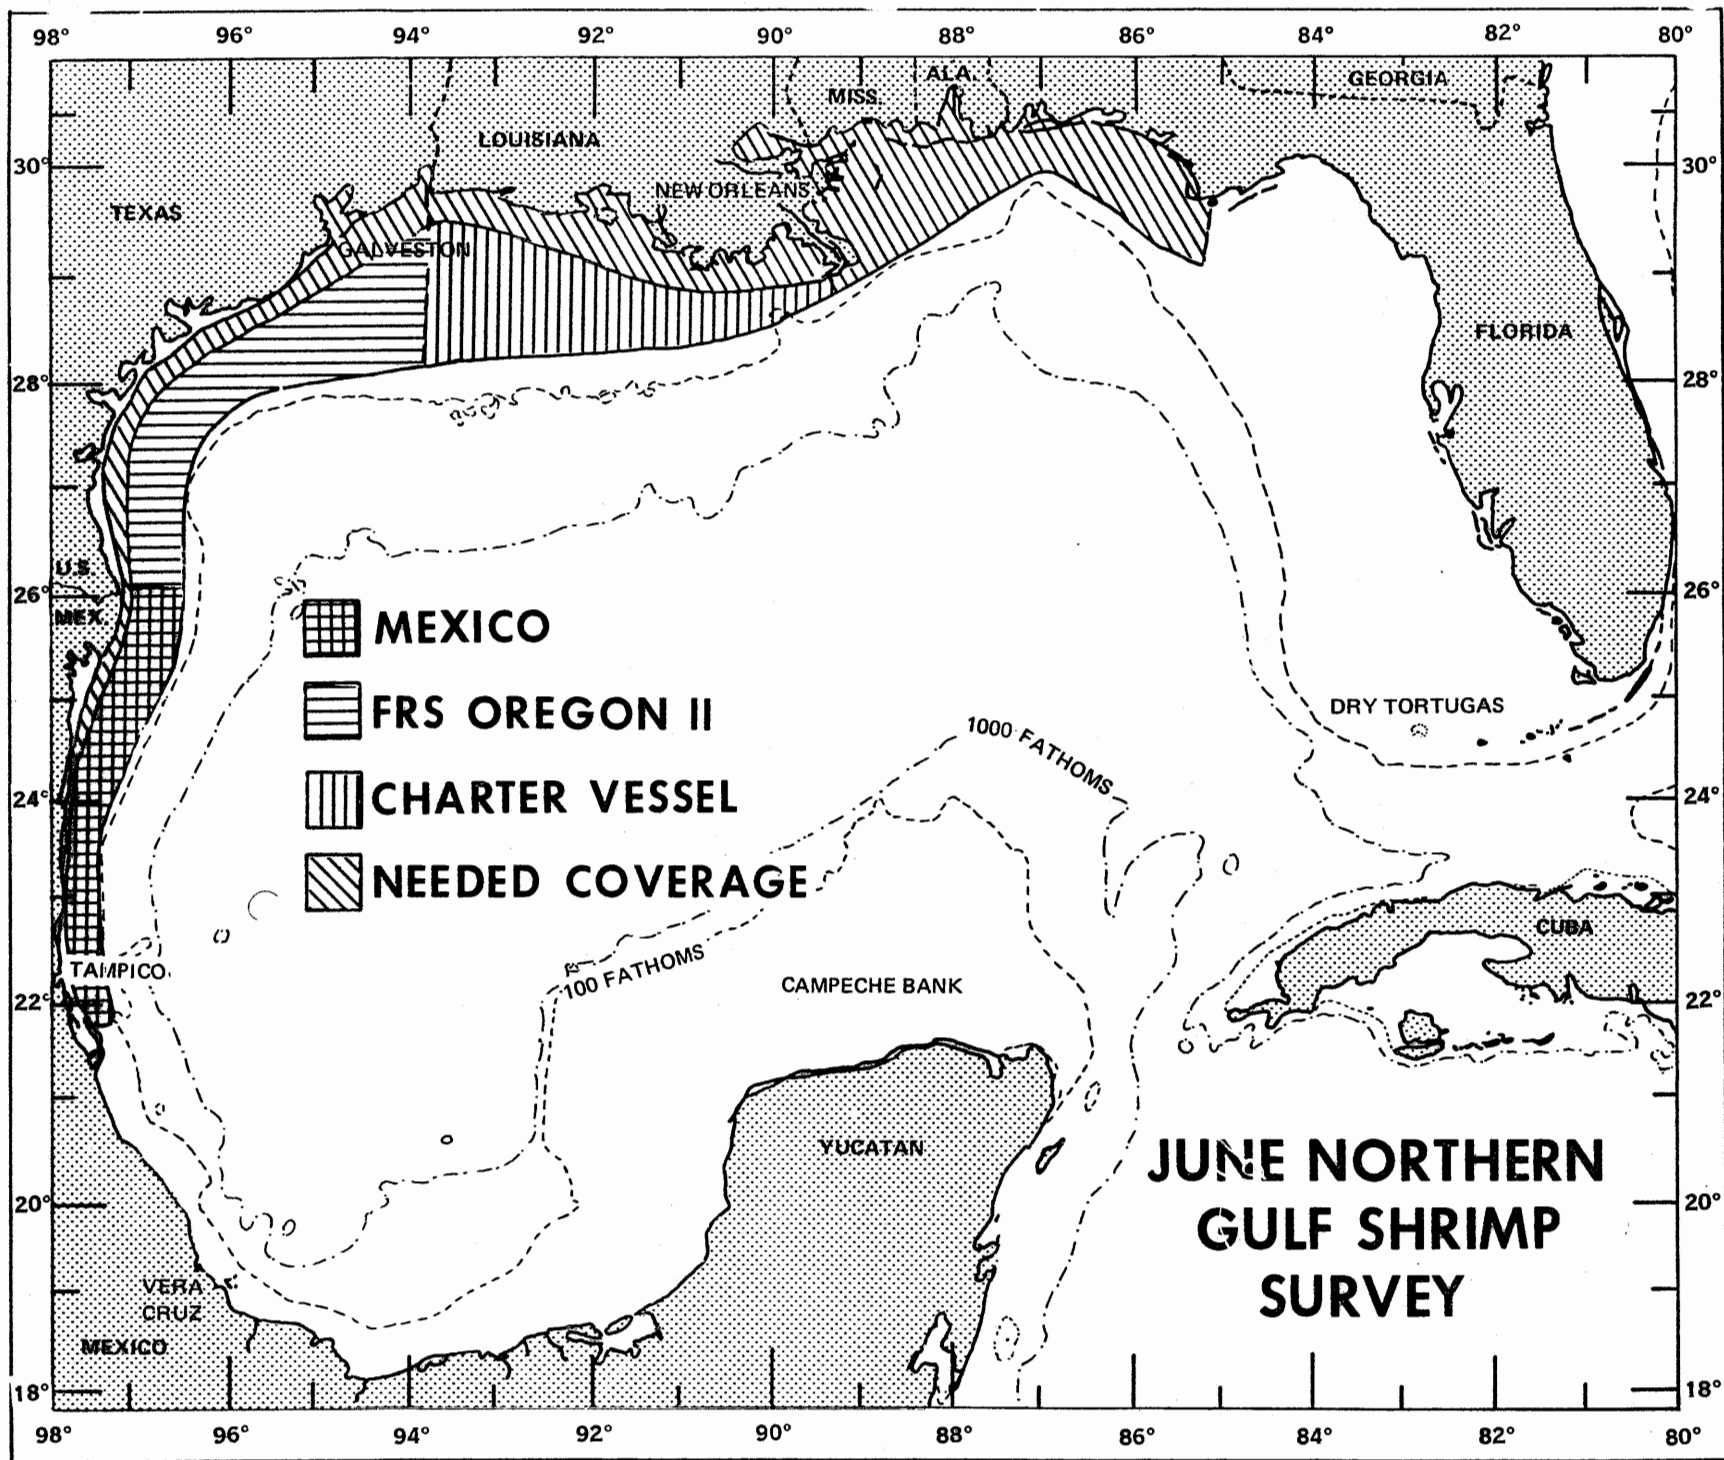 98° 96° 94° 92° 90° 88° 86° 84° 82° 80°
ALA.
GEORGIA
MISS.
LOUISIANA
30° 30°
NEW ORLEANS
TEXAS
GALVESTON
FLORIDA
28° 28°
U.S.
26° 26°
MEX.
MEXICO
FRS OREGON II
CHARTER VESSEL
NEEDED COVERAGE
DRY TORTUGAS
1000 FATHOMS
24° 24°
CUBA
TAMPICO
100 FATHOMS
CAMPECHE BANK
22° 22°
YUCATAN
JUNE NORTHERN
GULF SHRIMP
SURVEY
20° 20°
VERA
CRUZ
MEXICO
18° 18°
98° 96° 94° 92° 90° 88° 86° 84° 82° 80°